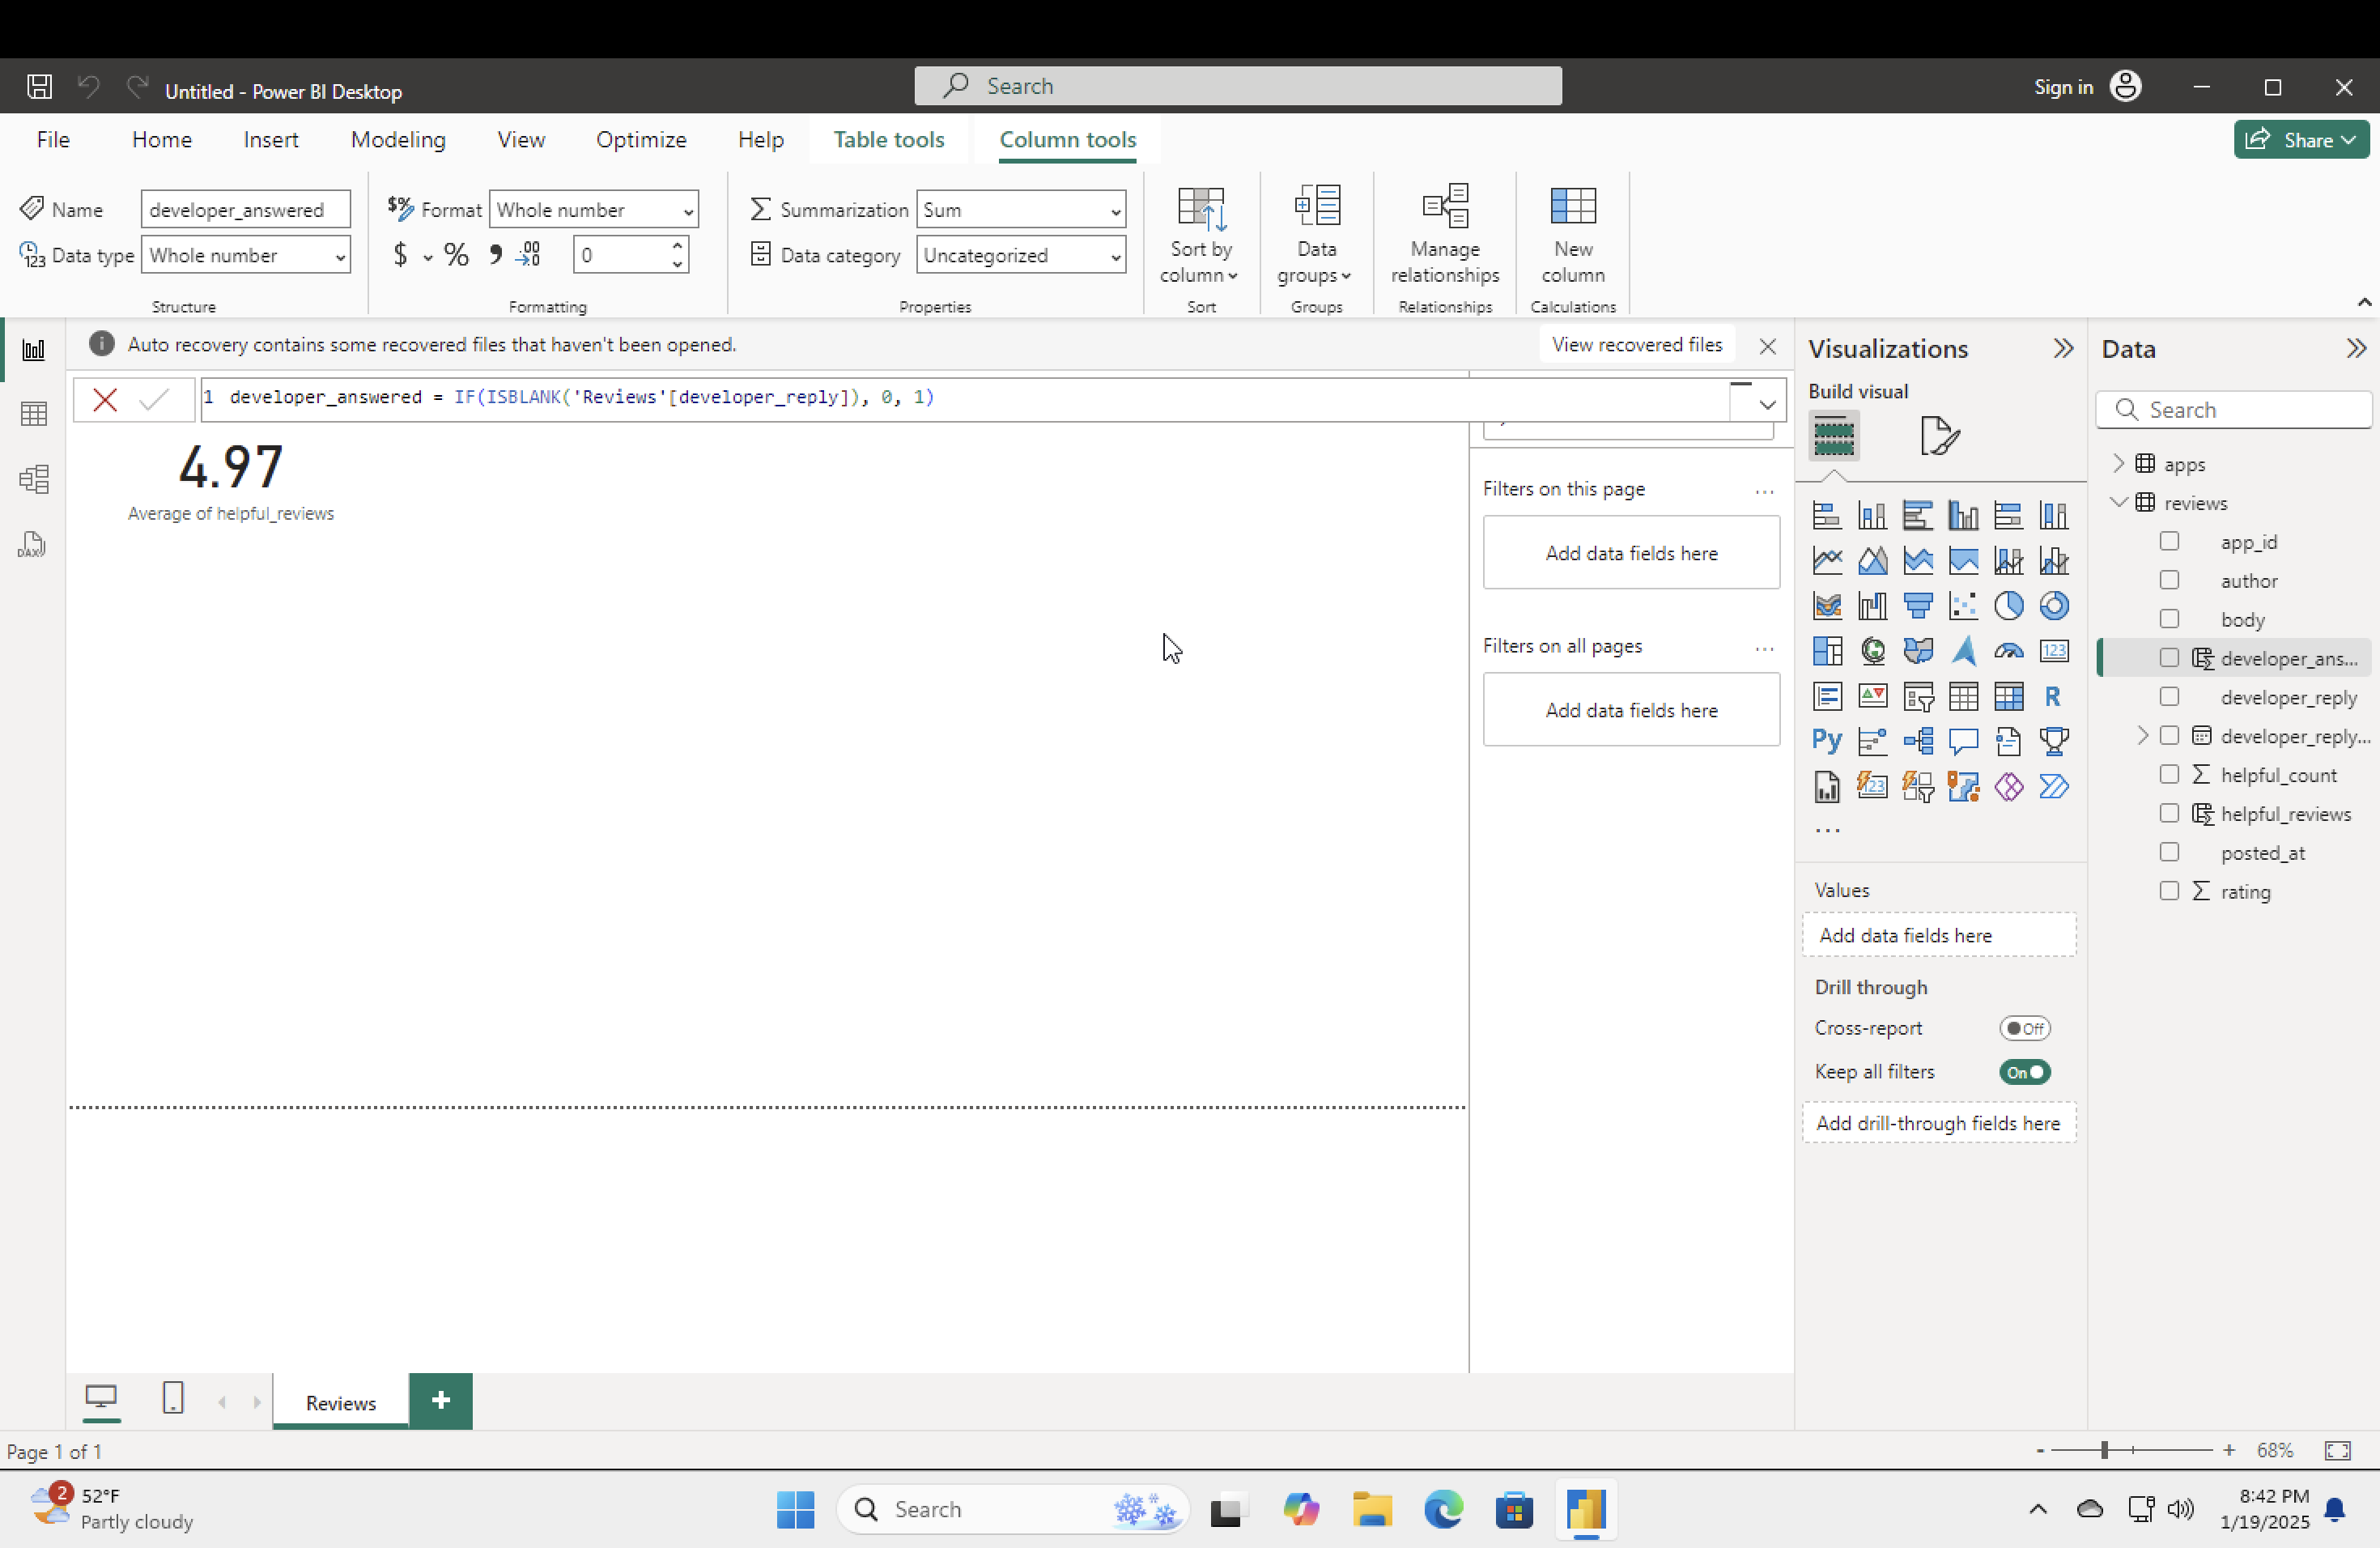 Untitled - Power BI Desktop
Search
Sign in
File
Home
Insert
Modeling
View
Optimize
Help
Table tools
Column tools
Share
Name
developer_answered
$% Format
Whole number
Summarization
Sum
Sort by
column
Data
groups
Manage
relationships
New
column
123 Data type
Whole number
$ % 9 .00
0
Data category
Uncategorized
Structure
Formatting
Properties
Sort
Groups
Relationships
Calculations
Auto recovery contains some recovered files that haven't been opened.
View recovered files
1 developer_answered = IF(ISBLANK('Reviews'[developer_reply]), 0, 1)
4.97
Average of helpful_reviews
DAX
Filters on this page
...
Add data fields here
Filters on all pages
...
Add data fields here
Visualizations
Build visual
123
R
Py
123
...
Values
Add data fields here
Drill through
Cross-report
Off
Keep all filters
On
Add drill-through fields here
Data
Search
apps
reviews
app_id
author
body
developer_ans...
developer_reply
developer_reply...
helpful_count
helpful_reviews
posted_at
rating
Reviews
+
Page 1 of 1
- + 68%
2
52°F
Partly cloudy
Search
8:42 PM
1/19/2025